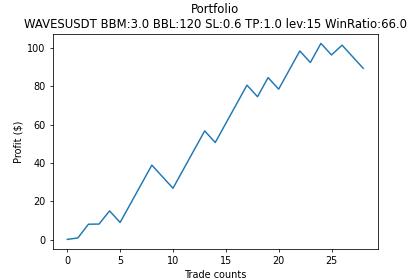 Portfolio
WAVESUSDT BBM:3.0 BBL:120 SL:0.6 TP:1.0 lev:15 WinRatio:66.0
100
80
60
40
20
0
Profit ($)
0 5 10 15 20 25
Trade counts